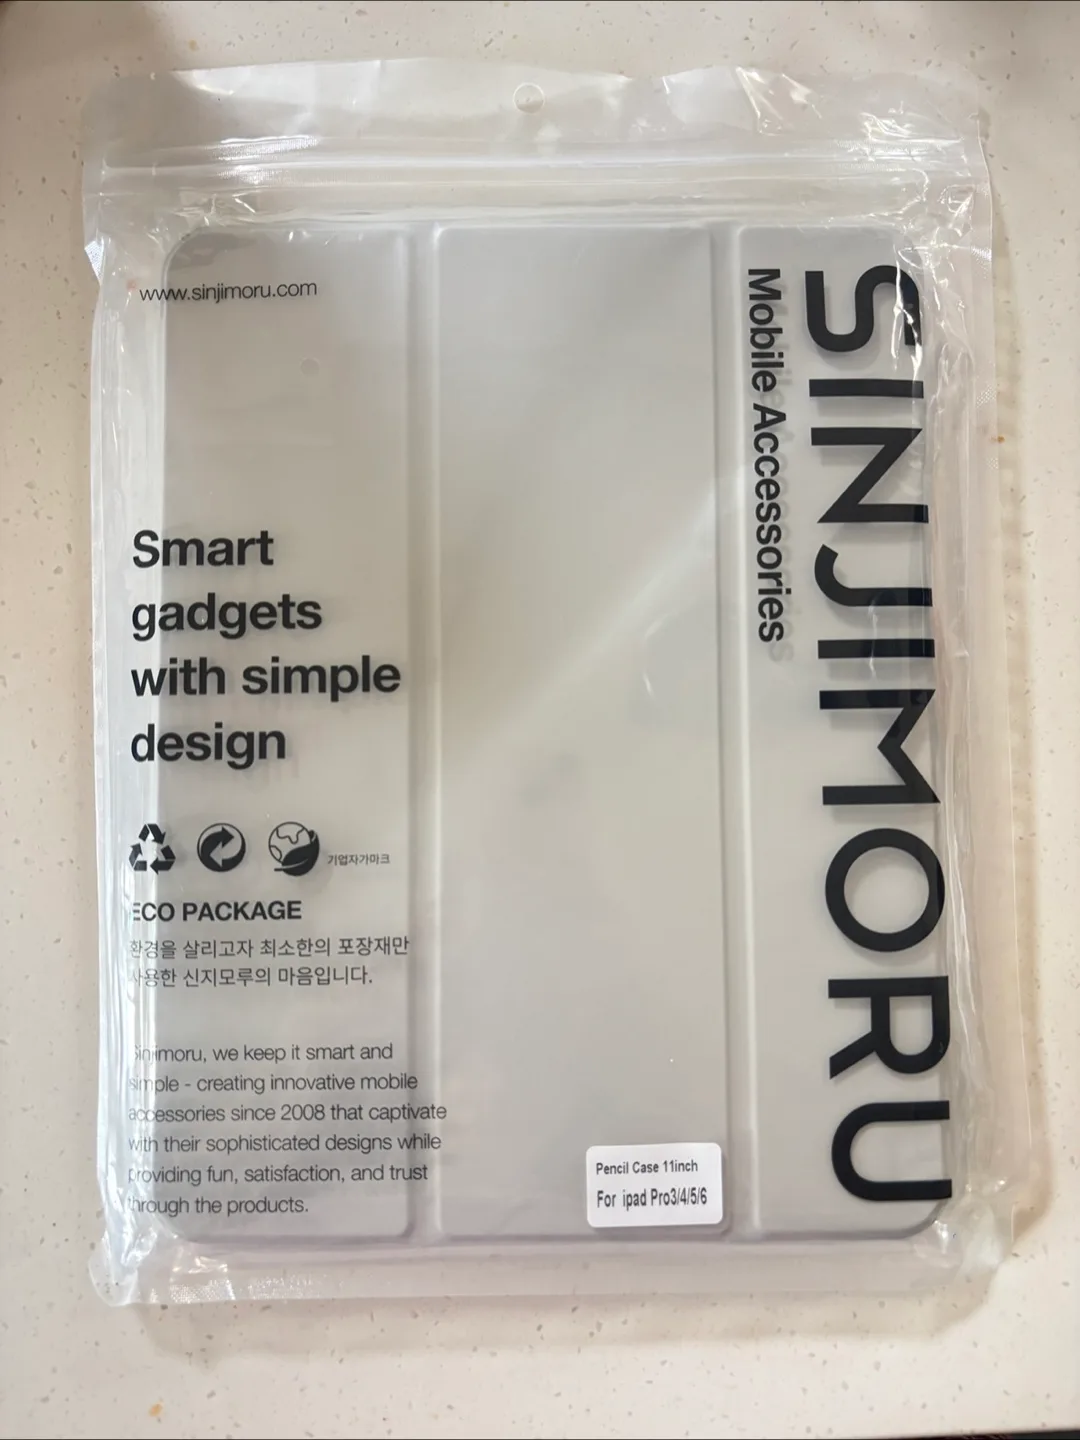 www.sinjimoru.com
SINJIMORU
Mobile Accessories
Smart
gadgets
with simple
design
기업자가마크
ECO PACKAGE
환경을 살리고자 최소한의 포장재만
사용한 신지모루의 마음입니다.
Sinjimoru, we keep it smart and
simple - creating innovative mobile
accessories since 2008 that captivate
with their sophisticated designs while
providing fun, satisfaction, and trust
through the products.
Pencil Case 11inch
For ipad Pro3/4/5/6